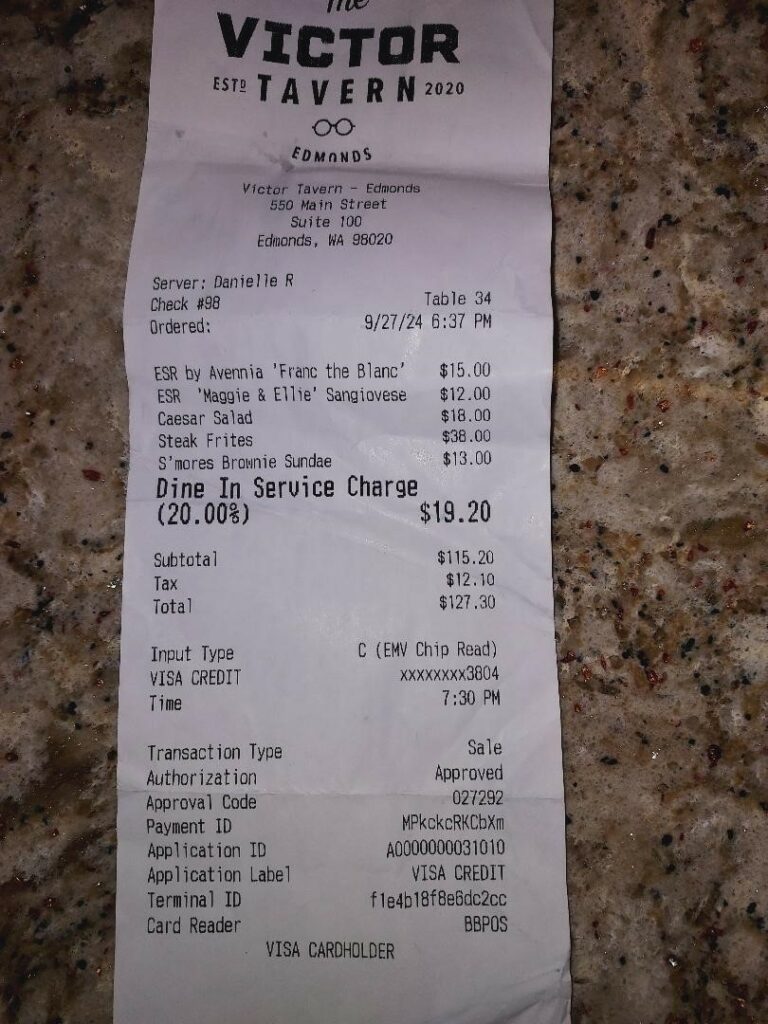 The
VICTOR
ESTD TAVERN 2020
EDMONDS
Victor Tavern - Edmonds
550 Main Street
Suite 100
Edmonds, WA 98020
Server: Danielle R
Check #98 Table 34
Ordered: 9/27/24 6:37 PM
ESR by Avennia 'Franc the Blanc' $15.00
ESR 'Maggie & Ellie' Sangiovese $12.00
Caesar Salad $18.00
Steak Frites $38.00
S'mores Brownie Sundae $13.00
Dine In Service Charge
(20.00%) $19.20
Subtotal $115.20
Tax $12.10
Total $127.30
Input Type C (EMV Chip Read)
VISA CREDIT xxxxxxxx3804
Time 7:30 PM
Transaction Type Sale
Authorization Approved
Approval Code 027292
Payment ID MPkckcRKCbXm
Application ID A0000000031010
Application Label VISA CREDIT
Terminal ID f1e4b18f8e6dc2cc
Card Reader BBPOS
VISA CARDHOLDER